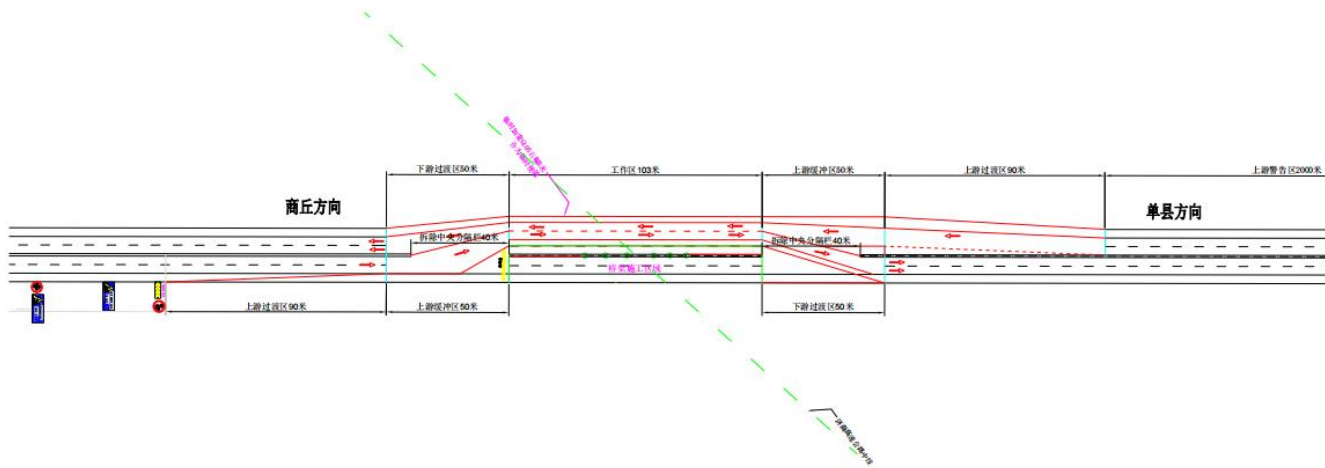 下游过渡区50米
工作区103米
上游缓冲区50米
上游过渡区90米
上游警告区2000米
商丘方向
单县方向
拆除中央分隔栏40米
拆除中央分隔栏40米
桥梁施工区域
上游过渡区90米
上游缓冲区50米
下游过渡区50米